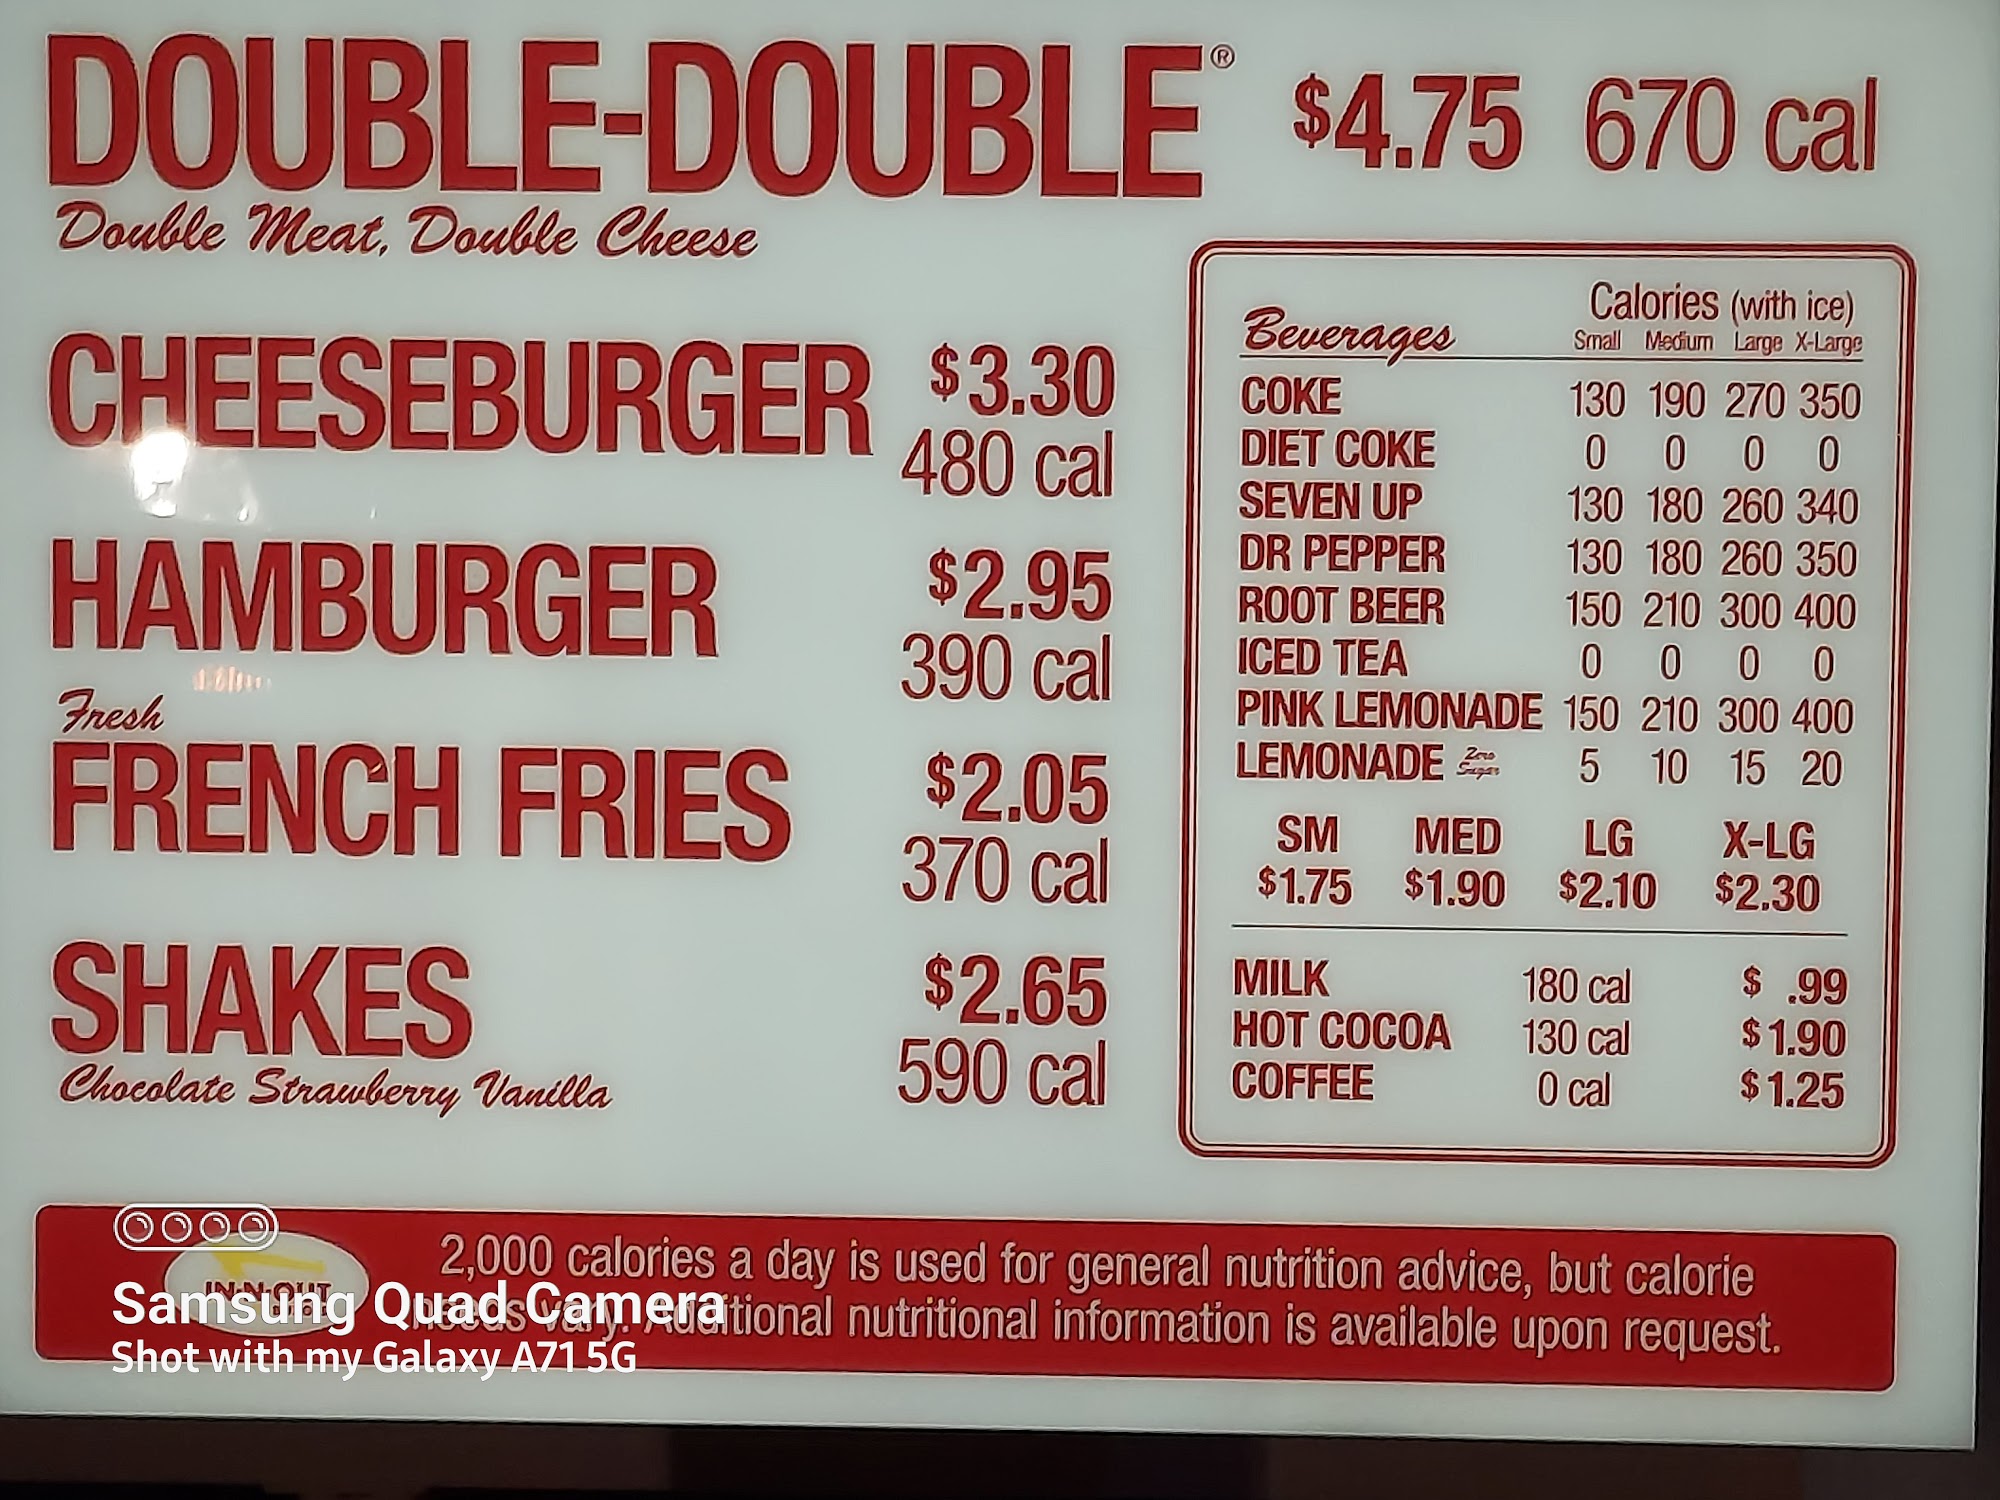 DOUBLE-DOUBLE® $4.75 670 cal
Double Meat, Double Cheese
CHEESEBURGER $3.30
480 cal
HAMBURGER $2.95
390 cal
Fresh
FRENCH FRIES $2.05
370 cal
SHAKES $2.65
590 cal
Chocolate Strawberry Vanilla
Calories (with ice)
Beverages Small Medium Large X-Large
COKE 130 190 270 350
DIET COKE 0 0 0 0
SEVEN UP 130 180 260 340
DR PEPPER 130 180 260 350
ROOT BEER 150 210 300 400
ICED TEA 0 0 0 0
PINK LEMONADE 150 210 300 400
LEMONADE Zero Sugar 5 10 15 20
SM MED LG X-LG
$1.75 $1.90 $2.10 $2.30
MILK 180 cal $ .99
HOT COCOA 130 cal $1.90
COFFEE 0 cal $1.25
IN-N-OUT
2,000 calories a day is used for general nutrition advice, but calorie
needs vary. Additional nutritional information is available upon request.
Samsung Quad Camera
Shot with my Galaxy A71 5G